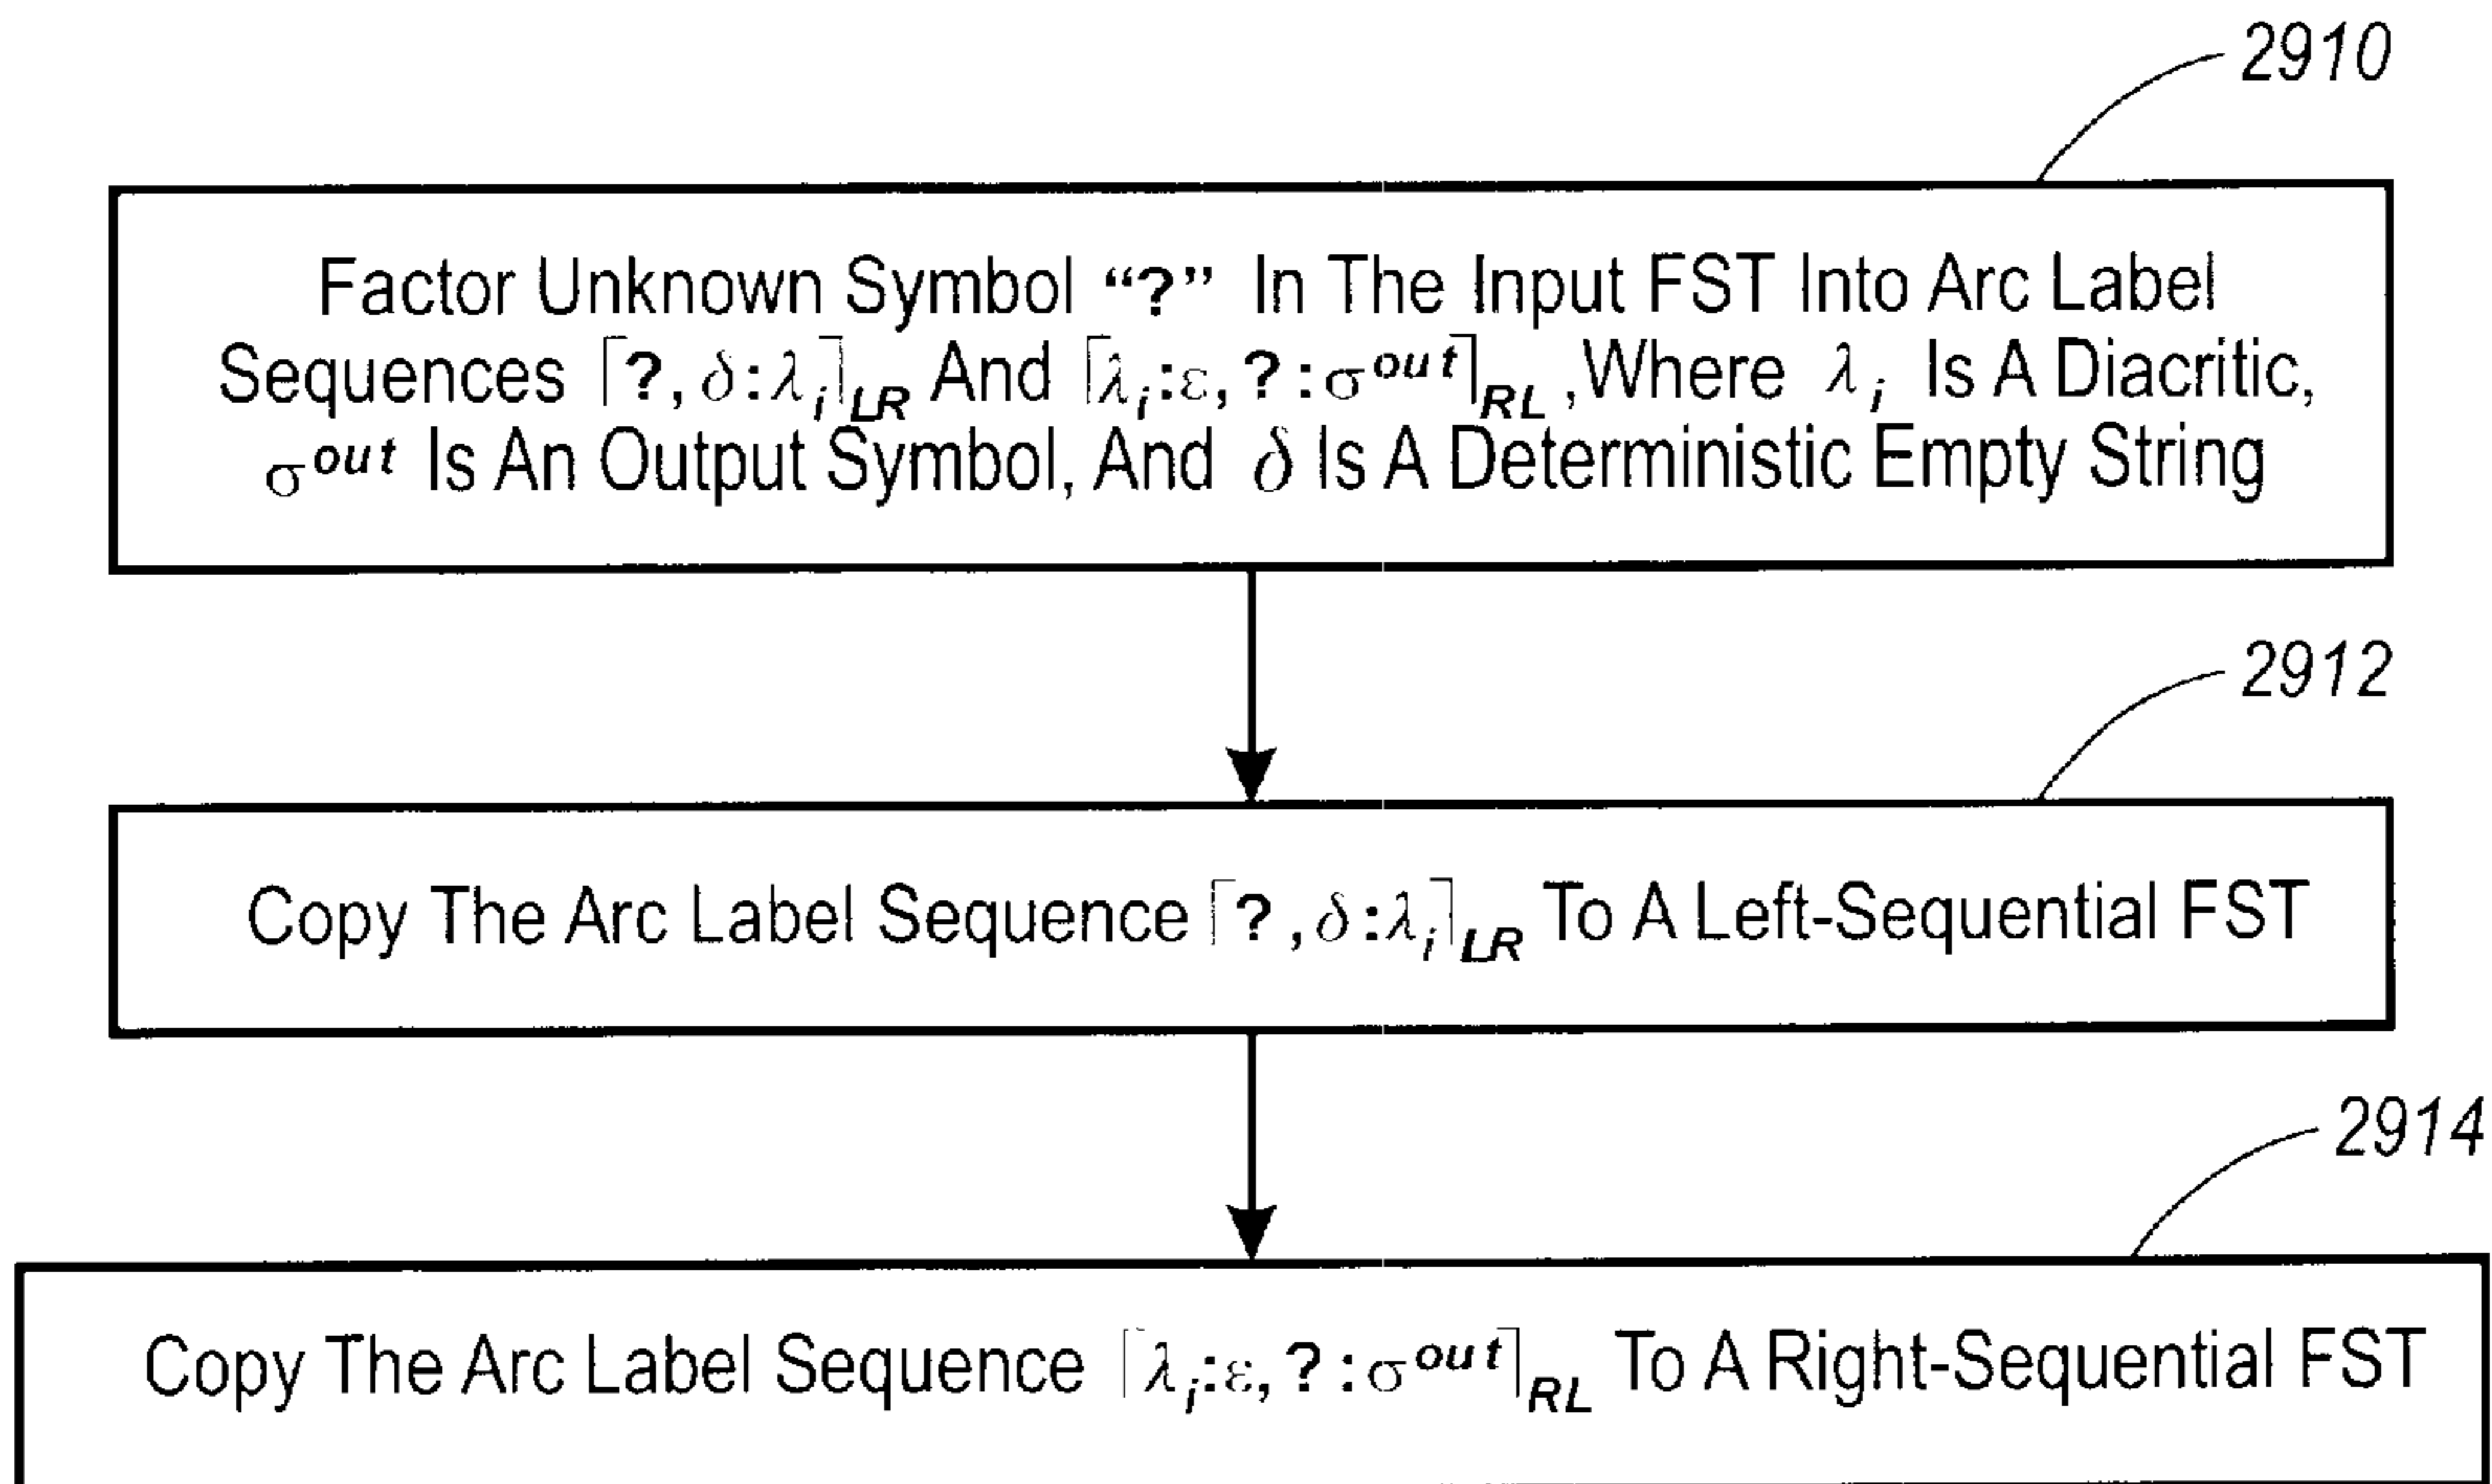 2910
Factor Unknown Symbol “?” In The Input FST Into Arc Label
Sequences ⌈?, δ:λᵢ⌉LR And ⌈λᵢ:ε, ?:σᵒᵘᵗ⌉RL ,Where λᵢ Is A Diacritic,
σᵒᵘᵗ Is An Output Symbol, And δ Is A Deterministic Empty String
2912
Copy The Arc Label Sequence ⌈?,δ:λᵢ⌉LR To A Left-Sequential FST
2914
Copy The Arc Label Sequence ⌈λᵢ:ε, ?:σᵒᵘᵗ⌉RL To A Right-Sequential FST